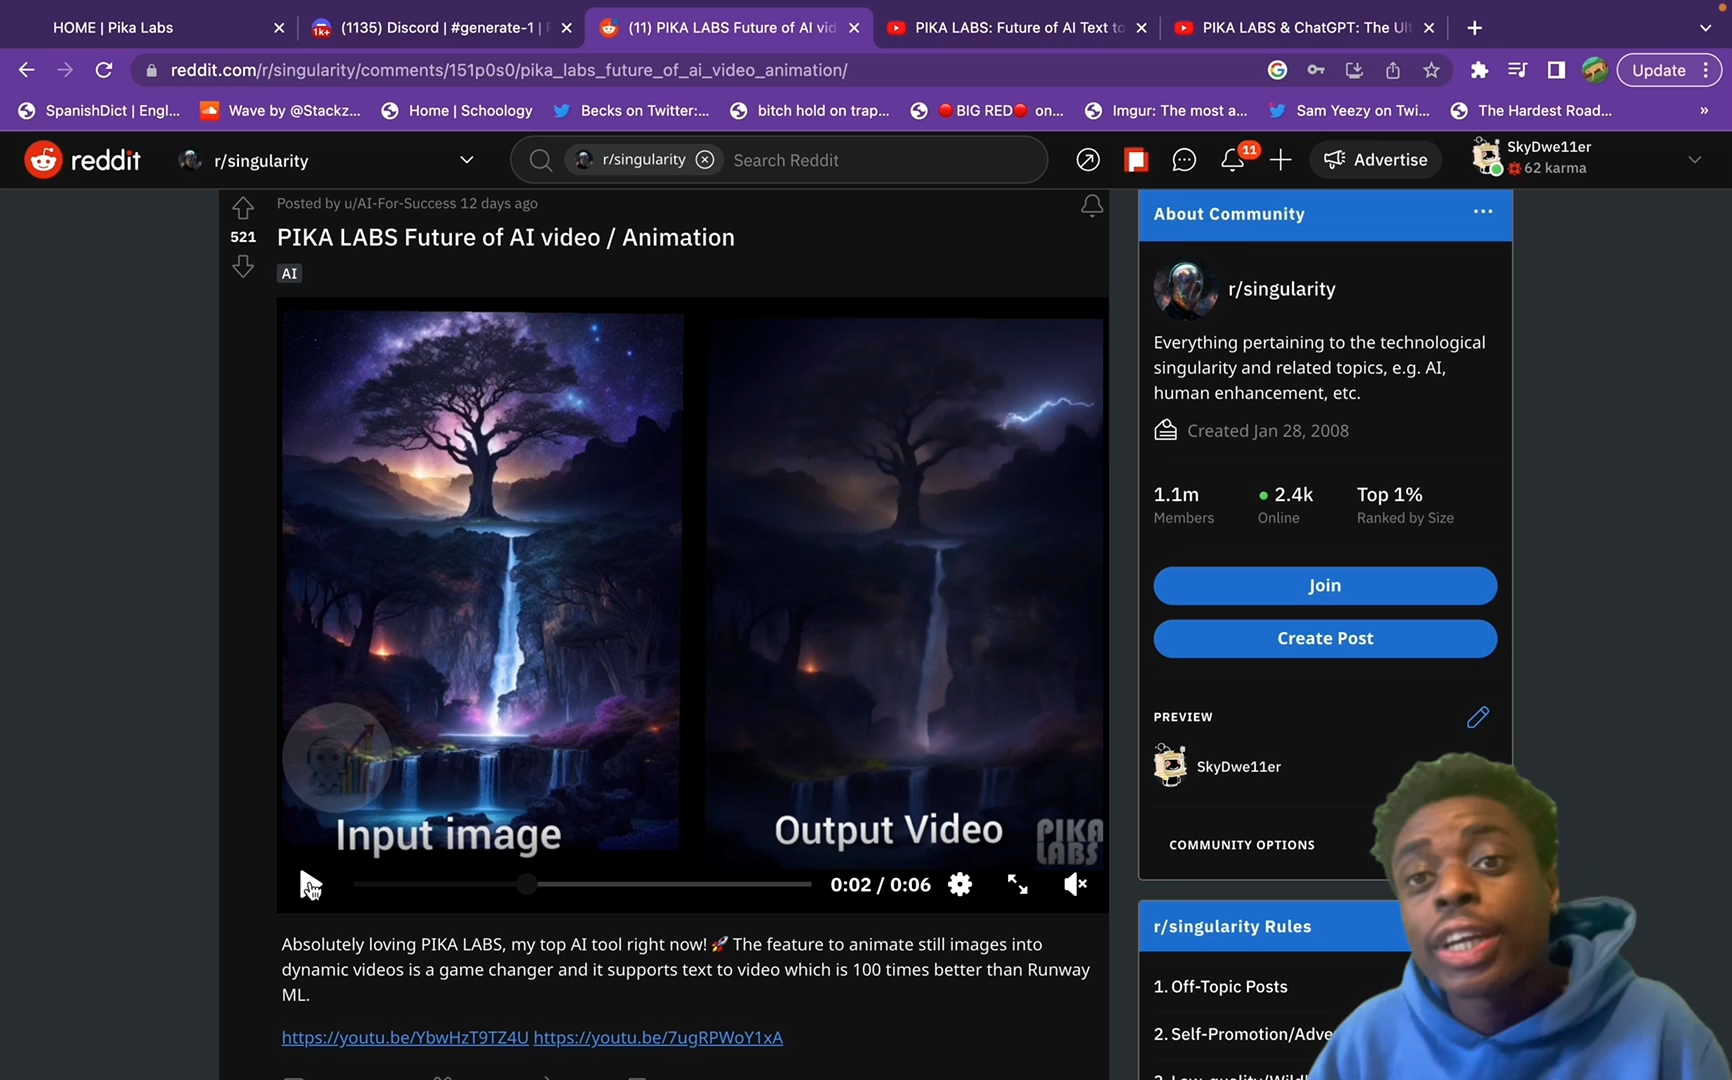 HOME | Pika Labs
(1135) Discord | #generate-1 |
(11) PIKA LABS Future of AI vid
PIKA LABS: Future of AI Text to
PIKA LABS & ChatGPT: The Ult
reddit.com/r/singularity/comments/151p0s0/pika_labs_future_of_ai_video_animation/
Update
SpanishDict | Engl...
Wave by @Stackz...
Home | Schoology
Becks on Twitter:...
bitch hold on trap...
BIG RED on...
Imgur: The most a...
Sam Yeezy on Twi...
The Hardest Road...
»
reddit
r/singularity
r/singularity
Search Reddit
11
Advertise
SkyDwe11er
62 karma
Posted by u/AI-For-Success 12 days ago
521
PIKA LABS Future of AI video / Animation
AI
Input image
Output Video
PIKA
LABS
0:02 / 0:06
Absolutely loving PIKA LABS, my top AI tool right now! 🚀 The feature to animate still images into
dynamic videos is a game changer and it supports text to video which is 100 times better than Runway
ML.
https://youtu.be/YbwHzT9TZ4U https://youtu.be/7ugRPWoY1xA
About Community
r/singularity
Everything pertaining to the technological
singularity and related topics, e.g. AI,
human enhancement, etc.
Created Jan 28, 2008
1.1m
Members
2.4k
Online
Top 1%
Ranked by Size
Join
Create Post
PREVIEW
SkyDwe11er
COMMUNITY OPTIONS
r/singularity Rules
1. Off-Topic Posts
2. Self-Promotion/Adve